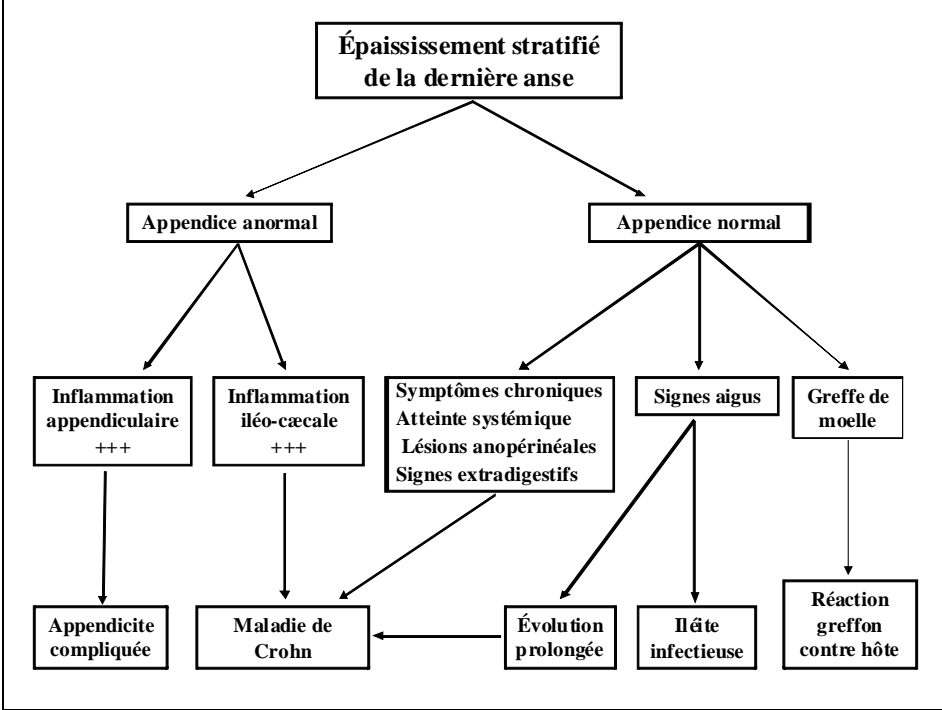 Épaississement stratifié
de la dernière anse
Appendice anormal
Appendice normal
Inflammation
appendiculaire
+++
Inflammation
iléo-cæcale
+++
Symptômes chroniques
Atteinte systémique
Lésions anopérinéales
Signes extradigestifs
Signes aigus
Greffe de
moelle
Appendicite
compliquée
Maladie de
Crohn
Évolution
prolongée
Iléite
infectieuse
Réaction
greffon
contre hôte